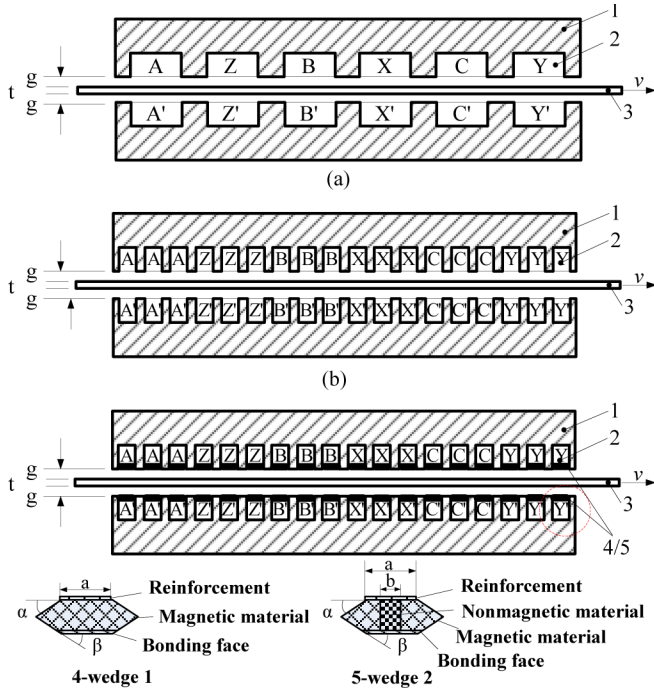 1
2
A Z B X C Y
g
t
g
v
A' Z' B' X' C' Y'
3
(a)
1
2
A A A Z Z Z B B B X X X C C C Y Y Y
g
t
g
v
3
A' A' A' Z' Z' Z' B' B' B' X' X' X' C' C' C' Y' Y' Y'
(b)
1
2
A A A Z Z Z B B B X X X C C C Y Y Y
g
t
g
v
3
A' A' A' Z' Z' Z' B' B' B' X' X' X' C' C' C' Y' Y' Y'
4/5
a
Reinforcement
α
Magnetic material
β
Bonding face
4-wedge 1
a
b
Reinforcement
α
Nonmagnetic material
Magnetic material
β
Bonding face
5-wedge 2